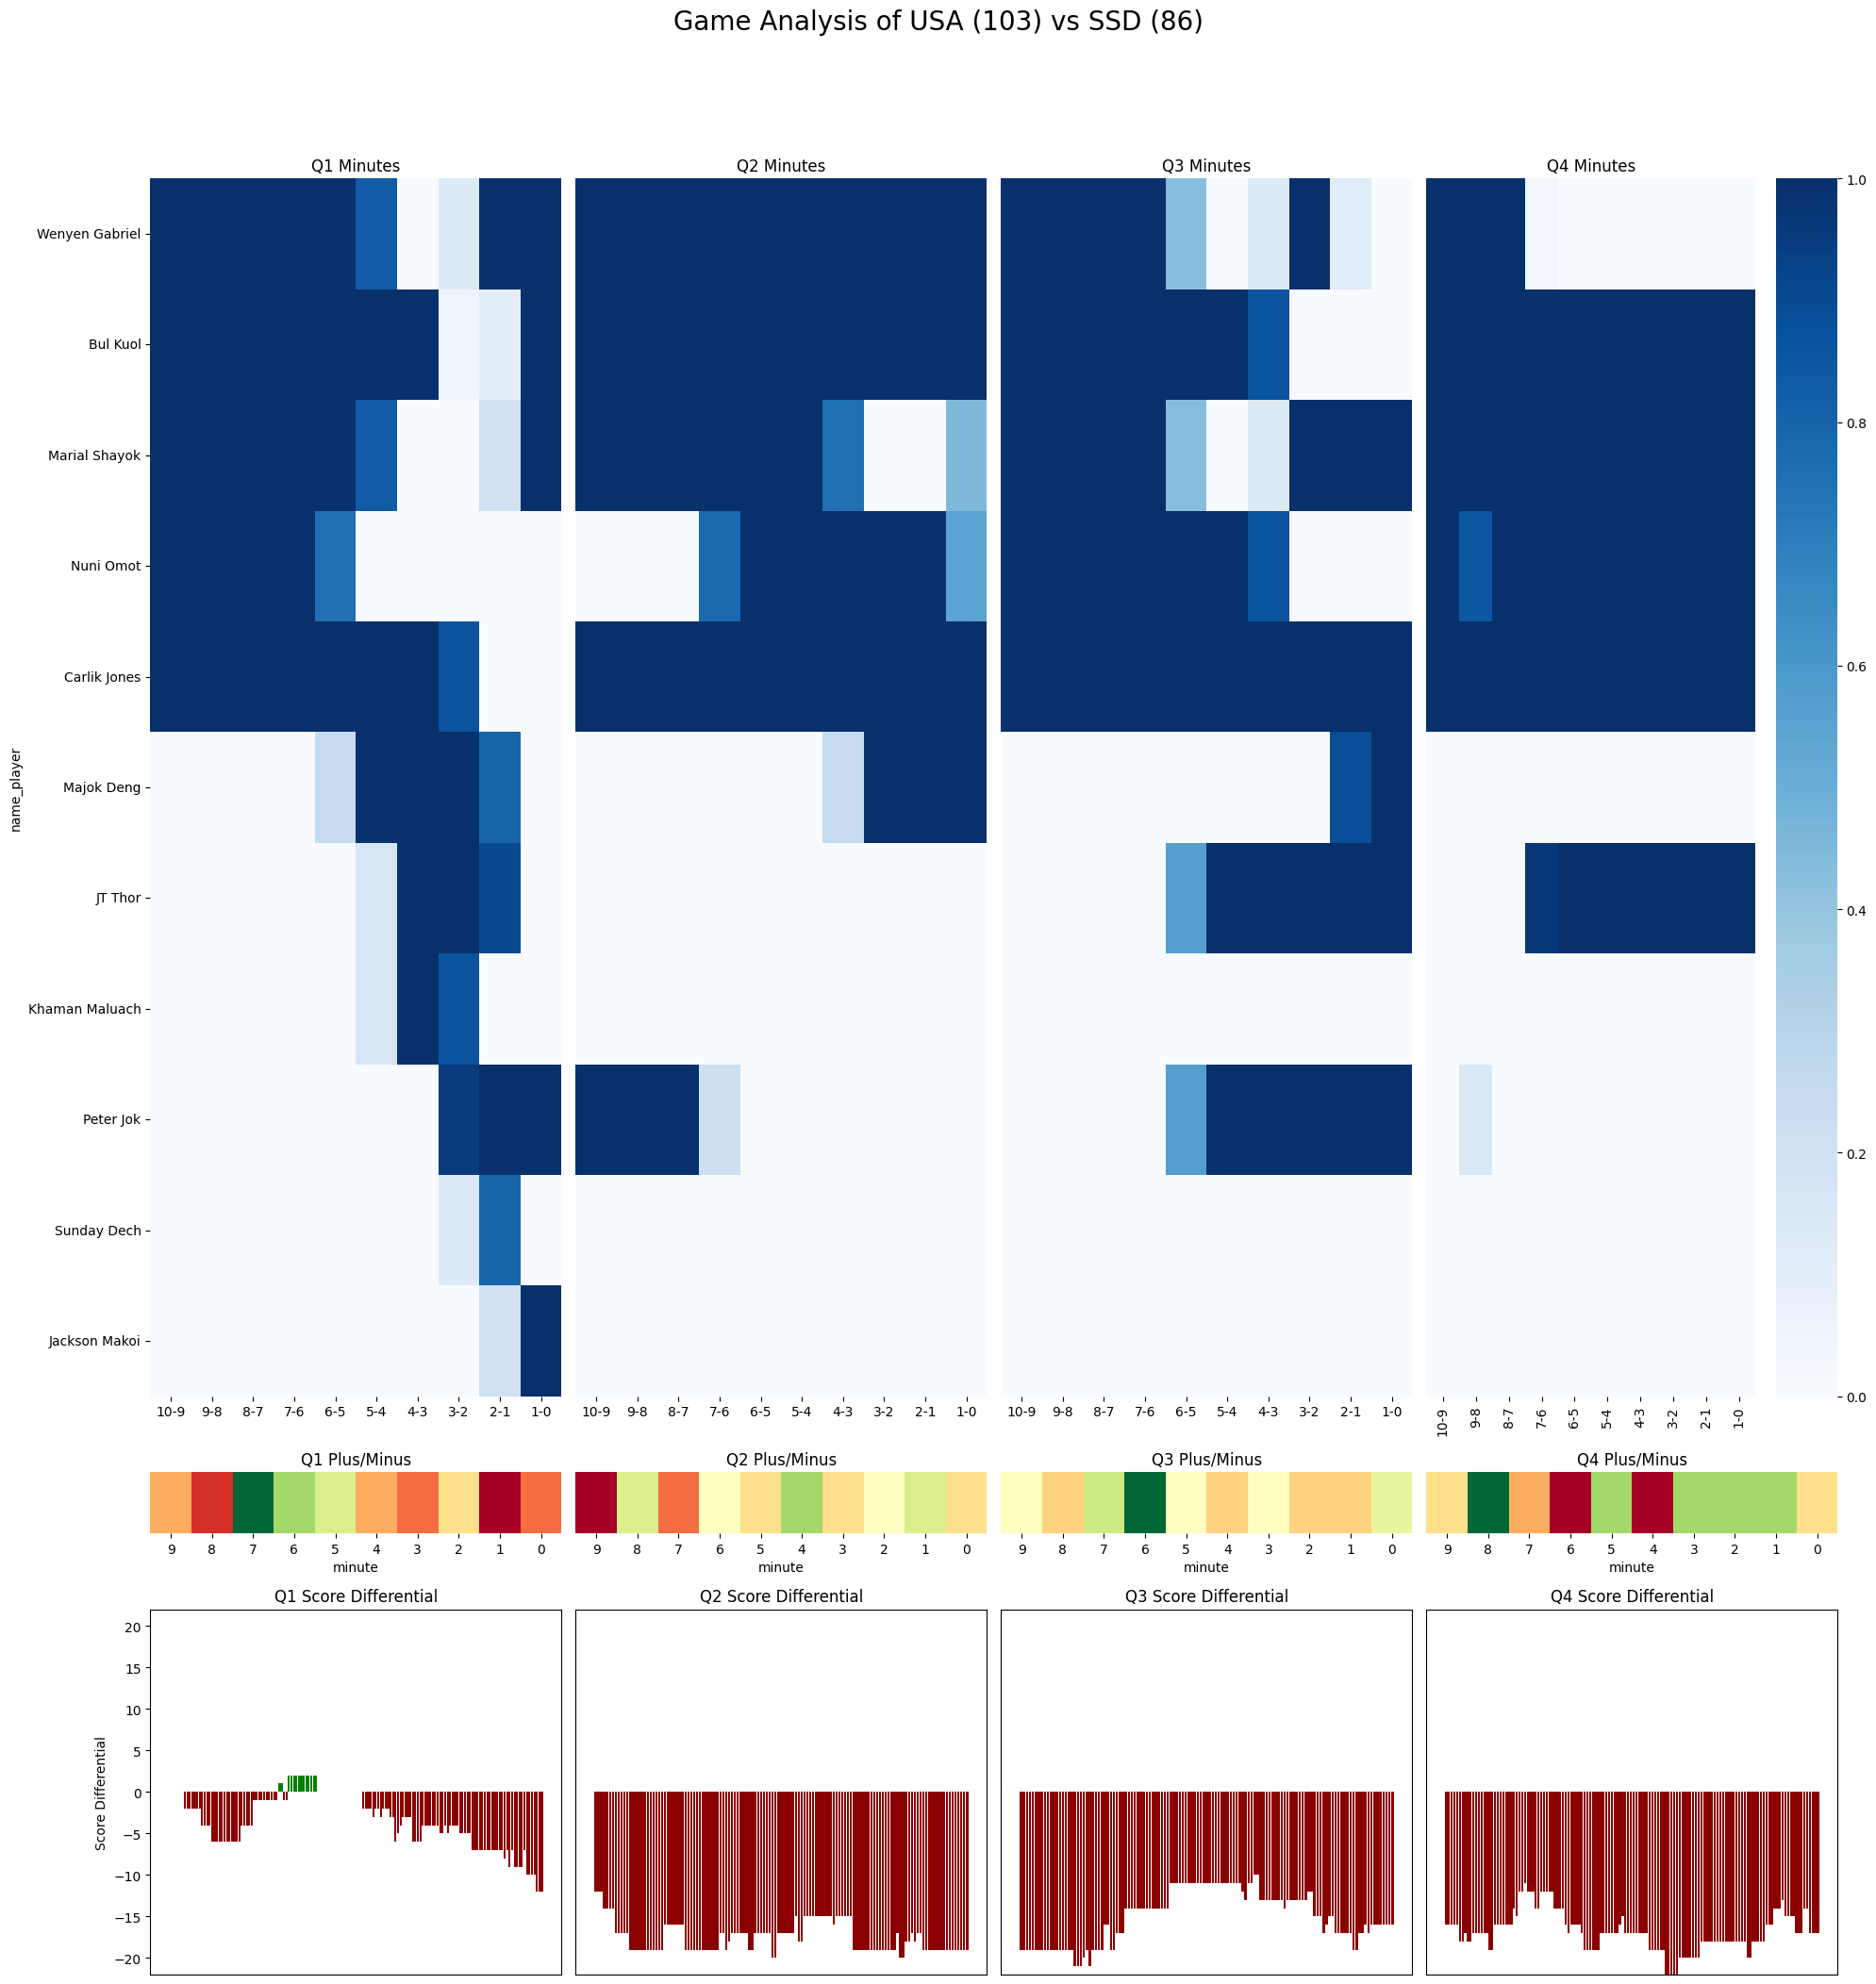 Game Analysis of USA (103) vs SSD (86)
Q1 Minutes
Q2 Minutes
Q3 Minutes
Q4 Minutes
name_player
Wenyen Gabriel
Bul Kuol
Marial Shayok
Nuni Omot
Carlik Jones
Majok Deng
JT Thor
Khaman Maluach
Peter Jok
Sunday Dech
Jackson Makoi
1.0
0.8
0.6
0.4
0.2
0.0
10-9 9-8 8-7 7-6 6-5 5-4 4-3 3-2 2-1 1-0
10-9 9-8 8-7 7-6 6-5 5-4 4-3 3-2 2-1 1-0
10-9 9-8 8-7 7-6 6-5 5-4 4-3 3-2 2-1 1-0
10-9 9-8 8-7 7-6 6-5 5-4 4-3 3-2 2-1 1-0
Q1 Plus/Minus
Q2 Plus/Minus
Q3 Plus/Minus
Q4 Plus/Minus
9 8 7 6 5 4 3 2 1 0
9 8 7 6 5 4 3 2 1 0
9 8 7 6 5 4 3 2 1 0
9 8 7 6 5 4 3 2 1 0
minute
minute
minute
minute
Q1 Score Differential
Q2 Score Differential
Q3 Score Differential
Q4 Score Differential
Score Differential
20
15
10
5
0
−5
−10
−15
−20